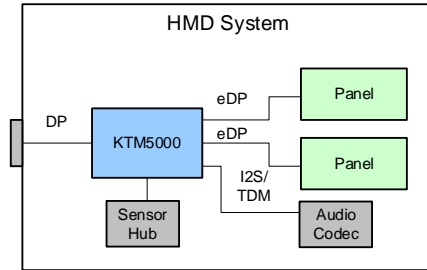 HMD System
DP
KTM5000
eDP
Panel
eDP
Panel
I2S/
TDM
Sensor
Hub
Audio
Codec